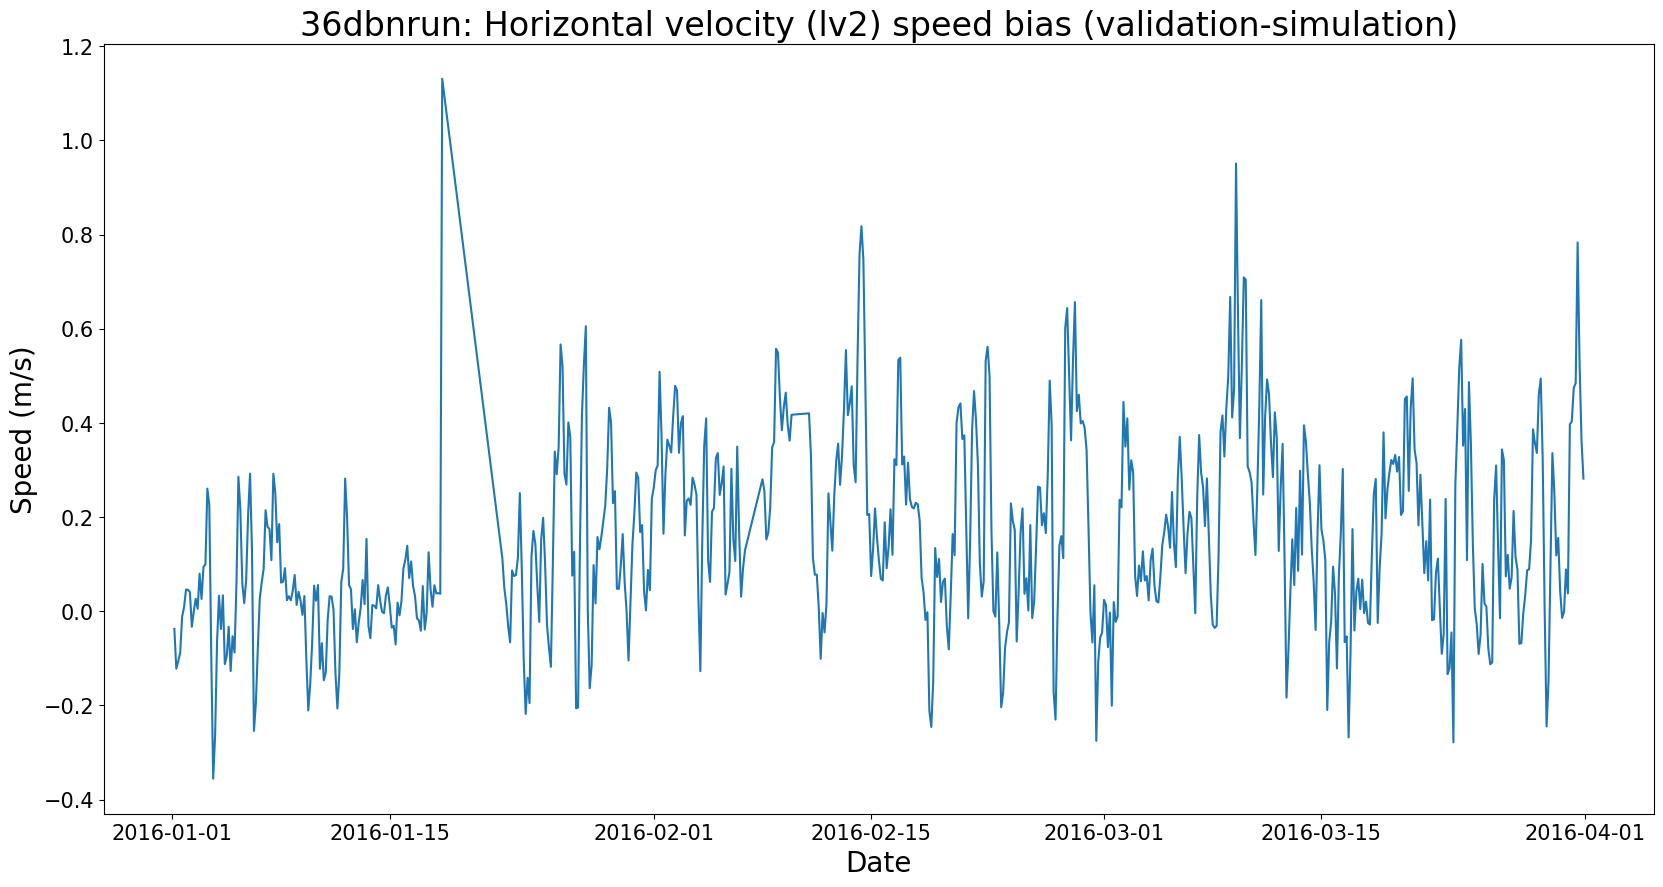 36dbnrun: Horizontal velocity (lv2) speed bias (validation-simulation)
1.2
1.0
0.8
0.6
0.4
0.2
0.0
−0.2
−0.4
Speed (m/s)
2016-01-01 2016-01-15 2016-02-01 2016-02-15 2016-03-01 2016-03-15 2016-04-01
Date